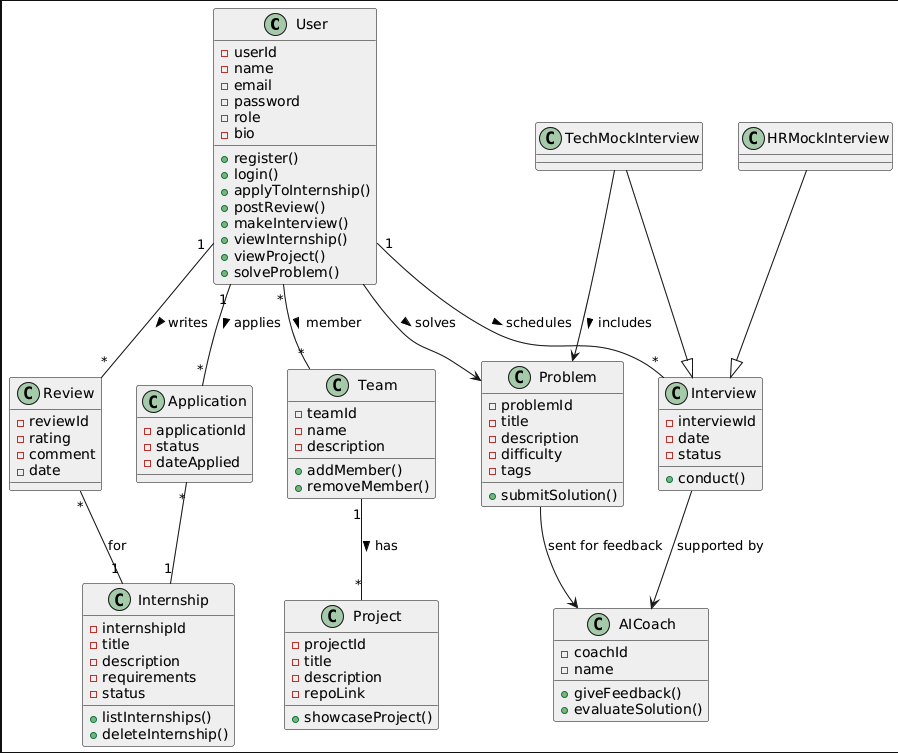 C User
userId
name
email
password
role
bio
register()
login()
applyToInternship()
postReview()
makeInterview()
viewInternship()
viewProject()
solveProblem()
C TechMockInterview
C HRMockInterview
1
1
*
1
writes
applies
member
solves
schedules
includes
*
*
*
*
C Review
reviewId
rating
comment
date
C Application
applicationId
status
dateApplied
C Team
teamId
name
description
addMember()
removeMember()
C Problem
problemId
title
description
difficulty
tags
submitSolution()
C Interview
interviewId
date
status
conduct()
*
*
1
for
has
sent for feedback
supported by
1
1
*
C Internship
internshipId
title
description
requirements
status
listInternships()
deleteInternship()
C Project
projectId
title
description
repoLink
showcaseProject()
C AICoach
coachId
name
giveFeedback()
evaluateSolution()